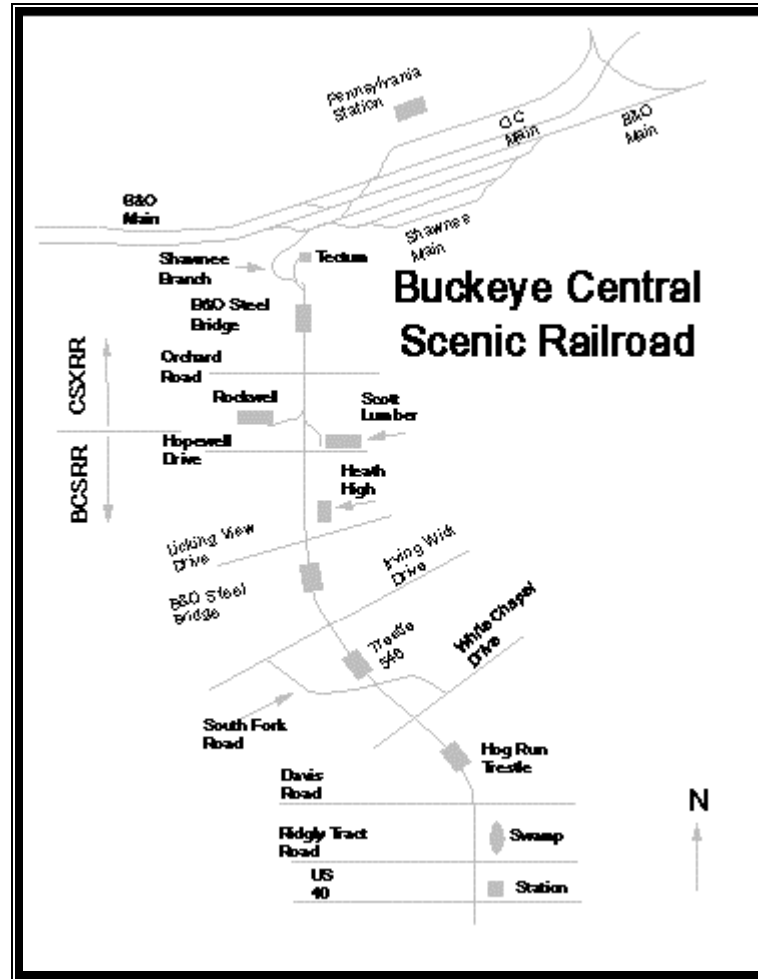 Pennsylvania
Station
OC
Main
B&O
Main
B&O
Main
Shawnee
Main
Shawnee
Branch
Tectum
Buckeye Central
Scenic Railroad
B&O Steel
Bridge
CSXRR
Orchard
Road
Rockwell
Scott
Lumber
BCSRR
Hopewell
Drive
Heath
High
Licking View
Drive
Irving Wick
Drive
B&O Steel
Bridge
Trestle
546
White Chapel
Drive
South Fork
Road
Hog Run
Trestle
Davis
Road
N
Ridgly Tract
Road
Swamp
US
40
Station